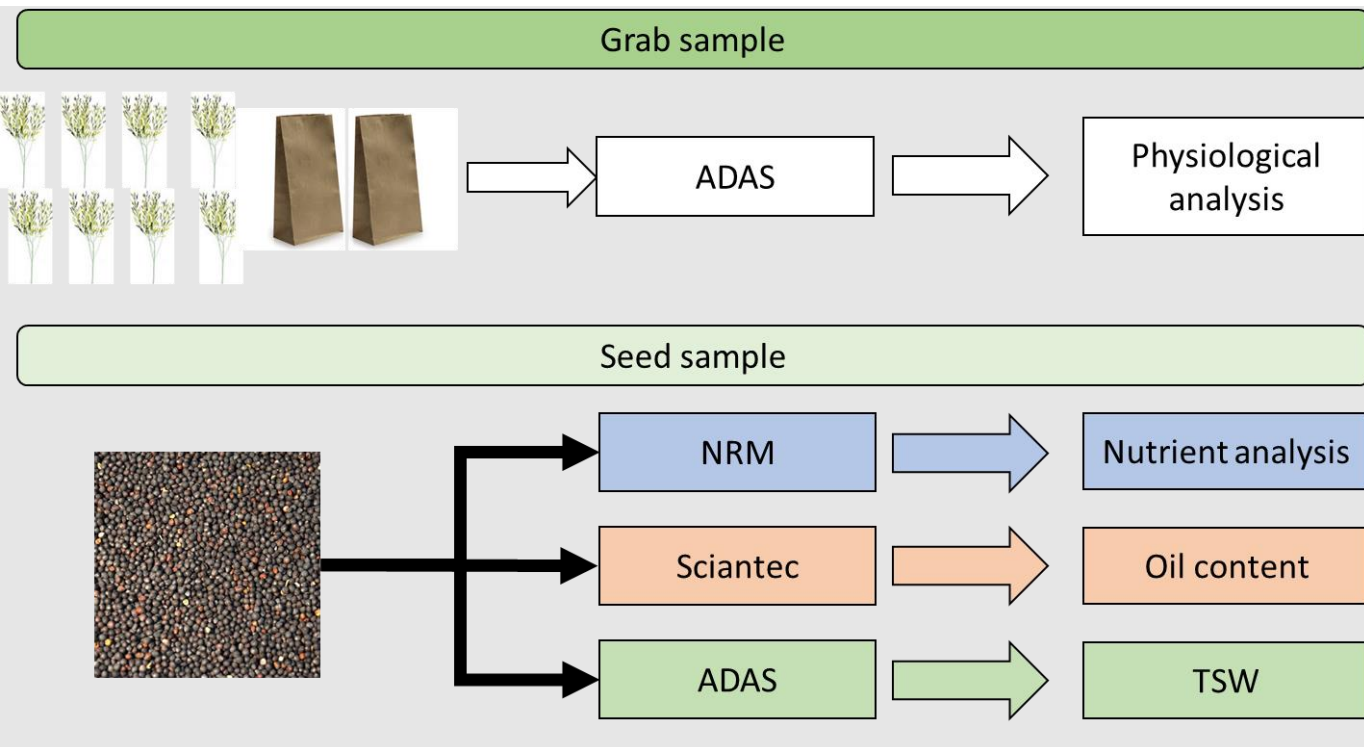 Grab sample
ADAS
Physiological
analysis
Seed sample
NRM
Nutrient analysis
Sciantec
Oil content
ADAS
TSW